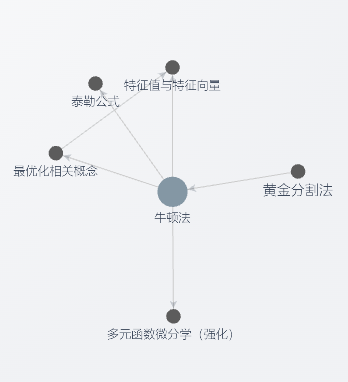 特征值与特征向量
泰勒公式
最优化相关概念
黄金分割法
牛顿法
多元函数微分学（强化）